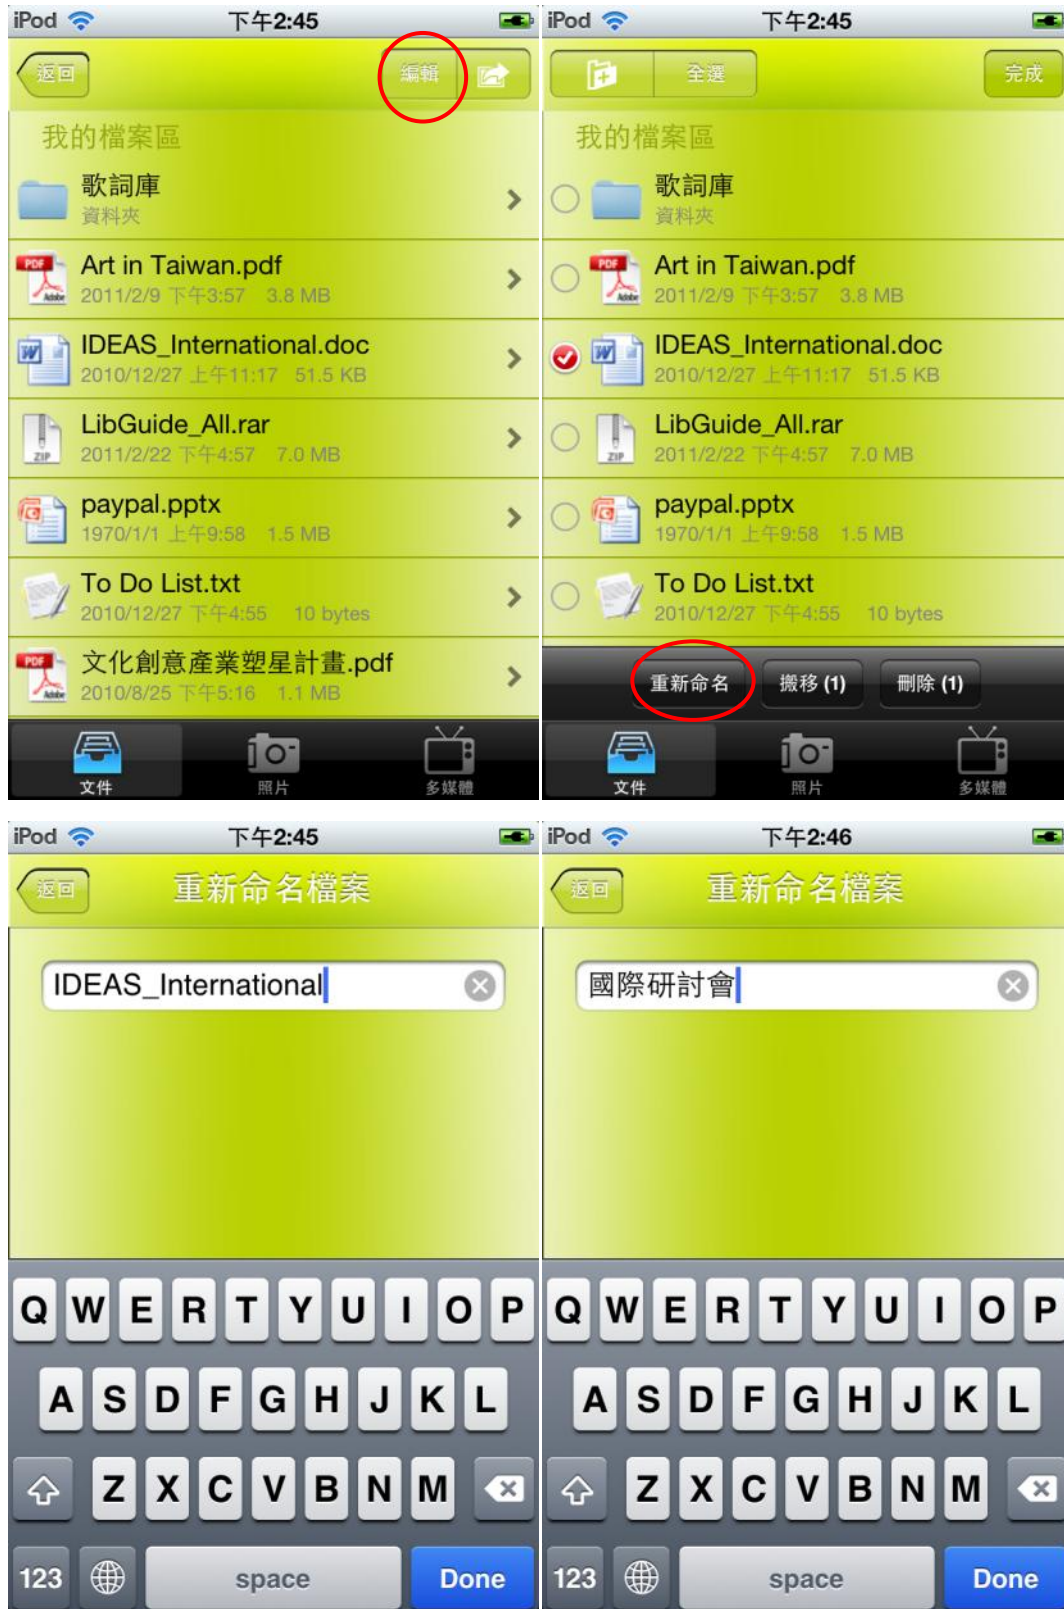 iPod 下午2:45
返回 編輯
我的檔案區
歌詞庫
資料夾
PDF Adobe
Art in Taiwan.pdf
2011/2/9 下午3:57 3.8 MB
W
IDEAS_International.doc
2010/12/27 上午11:17 51.5 KB
ZIP
LibGuide_All.rar
2011/2/22 下午4:57 7.0 MB
paypal.pptx
1970/1/1 上午9:58 1.5 MB
To Do List.txt
2010/12/27 下午4:55 10 bytes
PDF Adobe
文化創意產業塑星計畫.pdf
2010/8/25 下午5:16 1.1 MB
文件 照片 多媒體
iPod 下午2:45
全選 完成
我的檔案區
歌詞庫
資料夾
PDF Adobe
Art in Taiwan.pdf
2011/2/9 下午3:57 3.8 MB
W
IDEAS_International.doc
2010/12/27 上午11:17 51.5 KB
ZIP
LibGuide_All.rar
2011/2/22 下午4:57 7.0 MB
paypal.pptx
1970/1/1 上午9:58 1.5 MB
To Do List.txt
2010/12/27 下午4:55 10 bytes
重新命名 搬移 (1) 刪除 (1)
文件 照片 多媒體
iPod 下午2:45
返回 重新命名檔案
IDEAS_International
Q W E R T Y U I O P
A S D F G H J K L
Z X C V B N M
123 space Done
iPod 下午2:46
返回 重新命名檔案
國際研討會
Q W E R T Y U I O P
A S D F G H J K L
Z X C V B N M
123 space Done